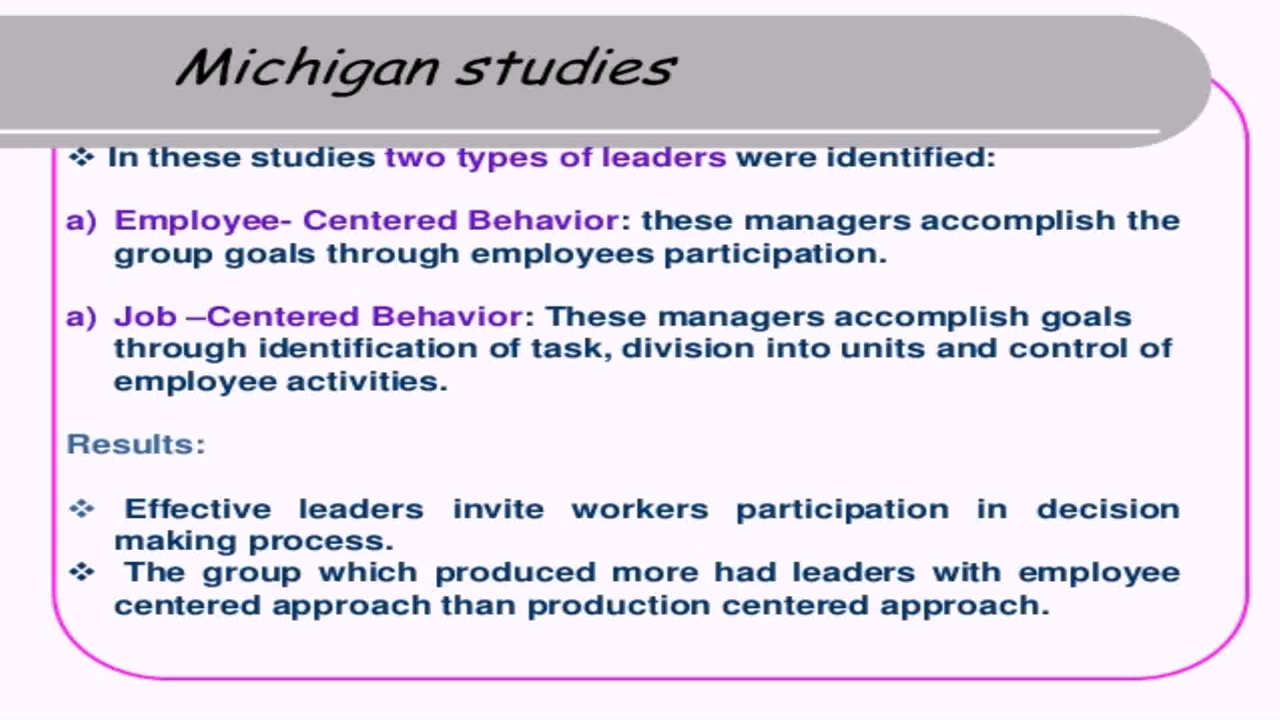 Michigan studies
❖ In these studies two types of leaders were identified:
a) Employee- Centered Behavior: these managers accomplish the
group goals through employees participation.
a) Job –Centered Behavior: These managers accomplish goals
through identification of task, division into units and control of
employee activities.
Results:
❖ Effective leaders invite workers participation in decision
making process.
❖ The group which produced more had leaders with employee
centered approach than production centered approach.